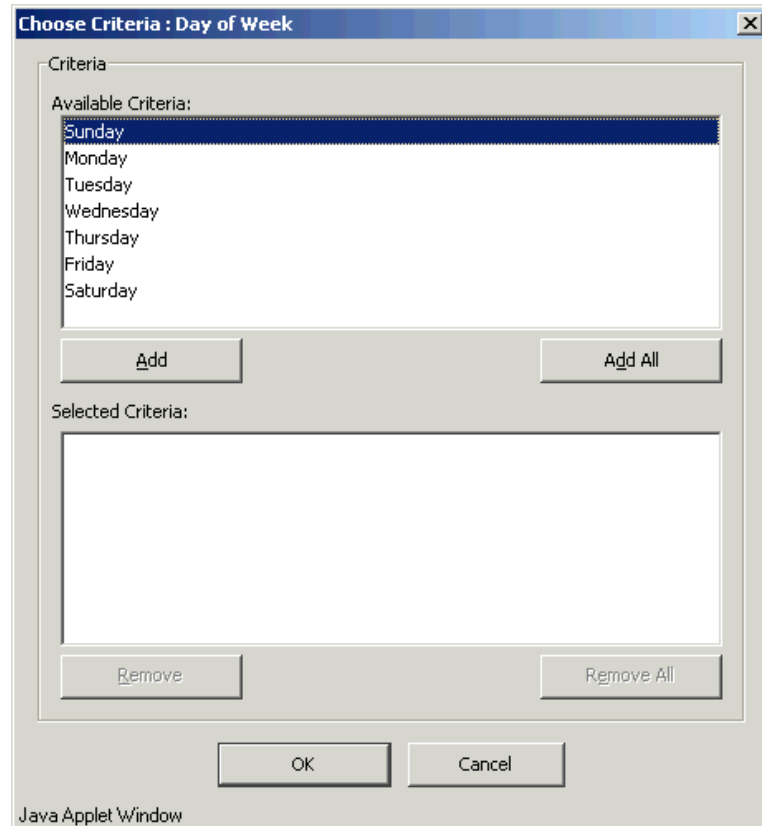 Choose Criteria : Day of Week
Criteria
Available Criteria:
Sunday
Monday
Tuesday
Wednesday
Thursday
Friday
Saturday
Add
Add All
Selected Criteria:
Remove
Remove All
OK
Cancel
Java Applet Window